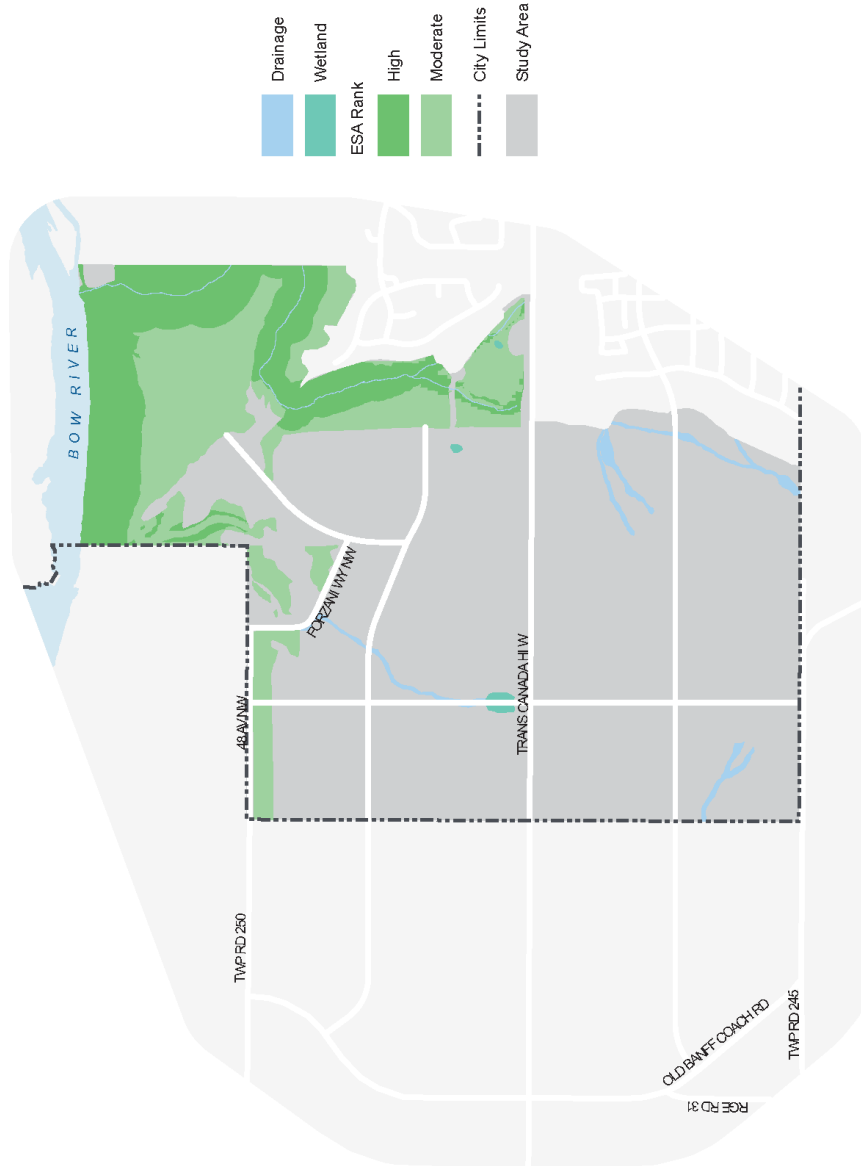 Drainage
Wetland
ESA Rank
High
Moderate
City Limits
Study Area
BOW RIVER
FORZANI WY NW
48 AV NW
TRANS CANADA HI W
TWP RD 250
OLD BANFF COACH RD
TWP RD 245
RGE RD 31